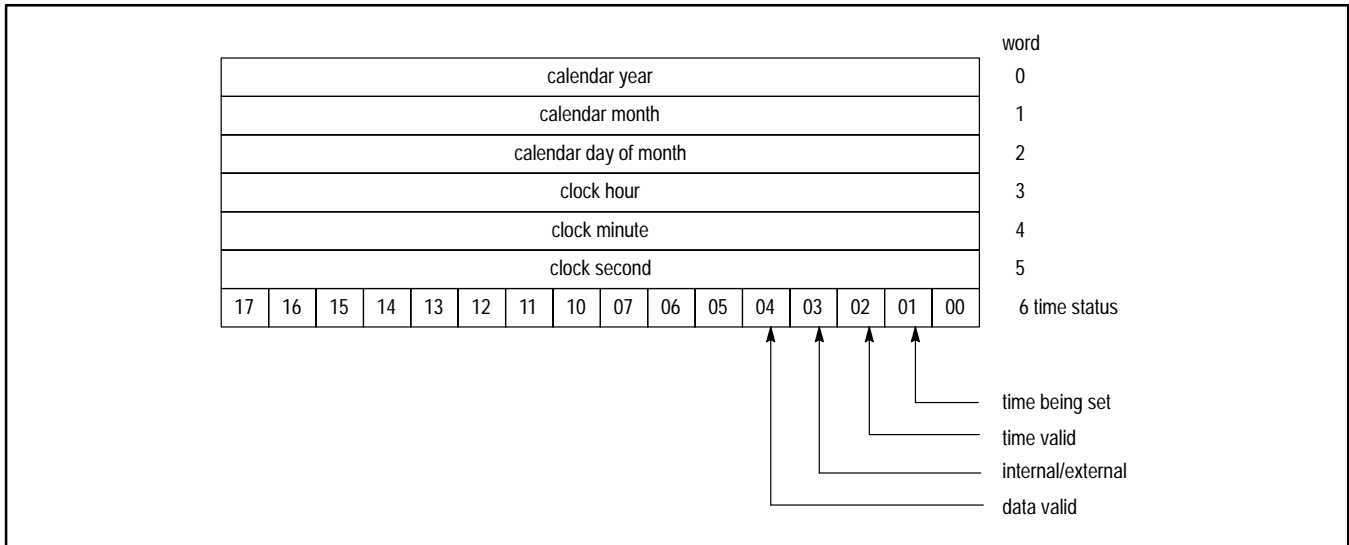 word
calendar year 0
calendar month 1
calendar day of month 2
clock hour 3
clock minute 4
clock second 5
17 16 15 14 13 12 11 10 07 06 05 04 03 02 01 00 6 time status
time being set
time valid
internal/external
data valid